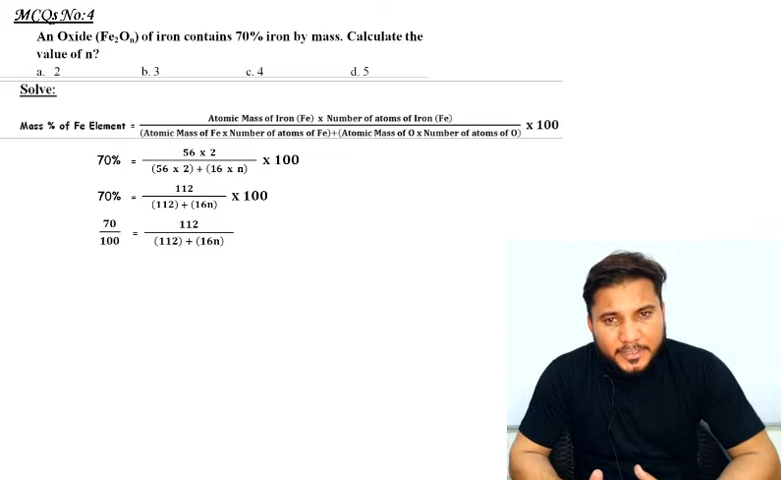 MCQs No:4
An Oxide (Fe₂Oₙ) of iron contains 70% iron by mass. Calculate the
value of n?
a. 2 b. 3 c. 4 d. 5
Solve:
Mass % of Fe Element = Atomic Mass of Iron (Fe) x Number of atoms of Iron (Fe) / (Atomic Mass of Fe x Number of atoms of Fe)+(Atomic Mass of O x Number of atoms of O) x 100
70% = 56 x 2 / (56 x 2) + (16 x n) x 100
70% = 112 / (112) + (16n) x 100
70 / 100 = 112 / (112) + (16n)